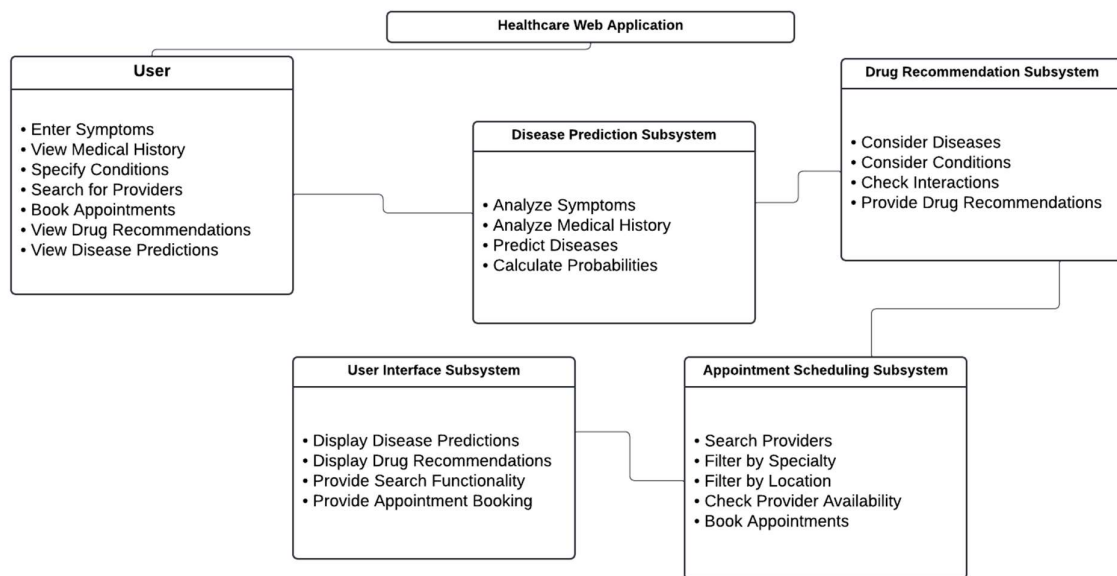 Healthcare Web Application
User
• Enter Symptoms
• View Medical History
• Specify Conditions
• Search for Providers
• Book Appointments
• View Drug Recommendations
• View Disease Predictions
Disease Prediction Subsystem
• Analyze Symptoms
• Analyze Medical History
• Predict Diseases
• Calculate Probabilities
Drug Recommendation Subsystem
• Consider Diseases
• Consider Conditions
• Check Interactions
• Provide Drug Recommendations
User Interface Subsystem
• Display Disease Predictions
• Display Drug Recommendations
• Provide Search Functionality
• Provide Appointment Booking
Appointment Scheduling Subsystem
• Search Providers
• Filter by Specialty
• Filter by Location
• Check Provider Availability
• Book Appointments